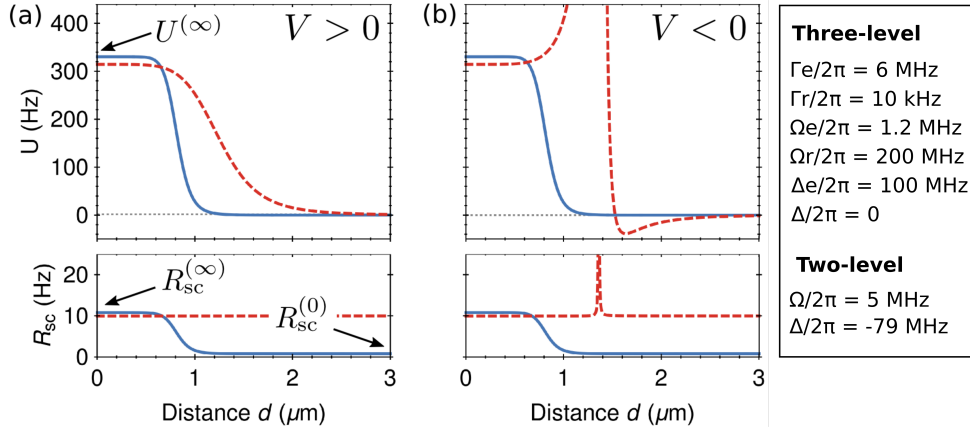 (a)
U(∞)
V > 0
400
300
200
100
0
U (Hz)
20
10
0
Rsc (Hz)
Rsc(∞)
Rsc(0)
0 1 2 3
Distance d (μm)
(b)
V < 0
0 1 2 3
Distance d (μm)
Three-level
Γe/2π = 6 MHz
Γr/2π = 10 kHz
Ωe/2π = 1.2 MHz
Ωr/2π = 200 MHz
Δe/2π = 100 MHz
Δ/2π = 0
Two-level
Ω/2π = 5 MHz
Δ/2π = -79 MHz